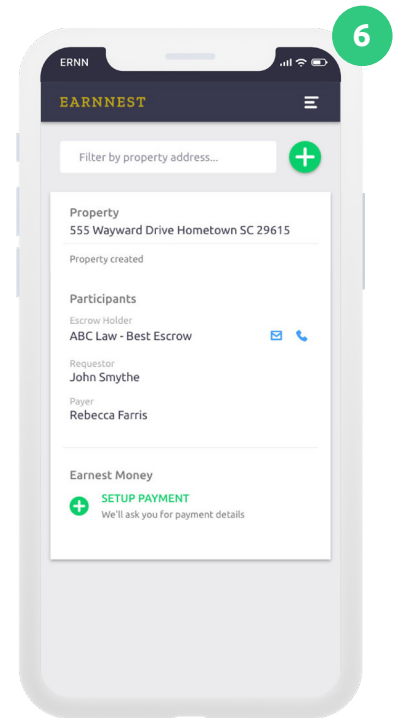 6
ERNN
EARNNEST
Filter by property address...
Property
555 Wayward Drive Hometown SC 29615
Property created
Participants
Escrow Holder
ABC Law - Best Escrow
Requestor
John Smythe
Payer
Rebecca Farris
Earnest Money
SETUP PAYMENT
We'll ask you for payment details